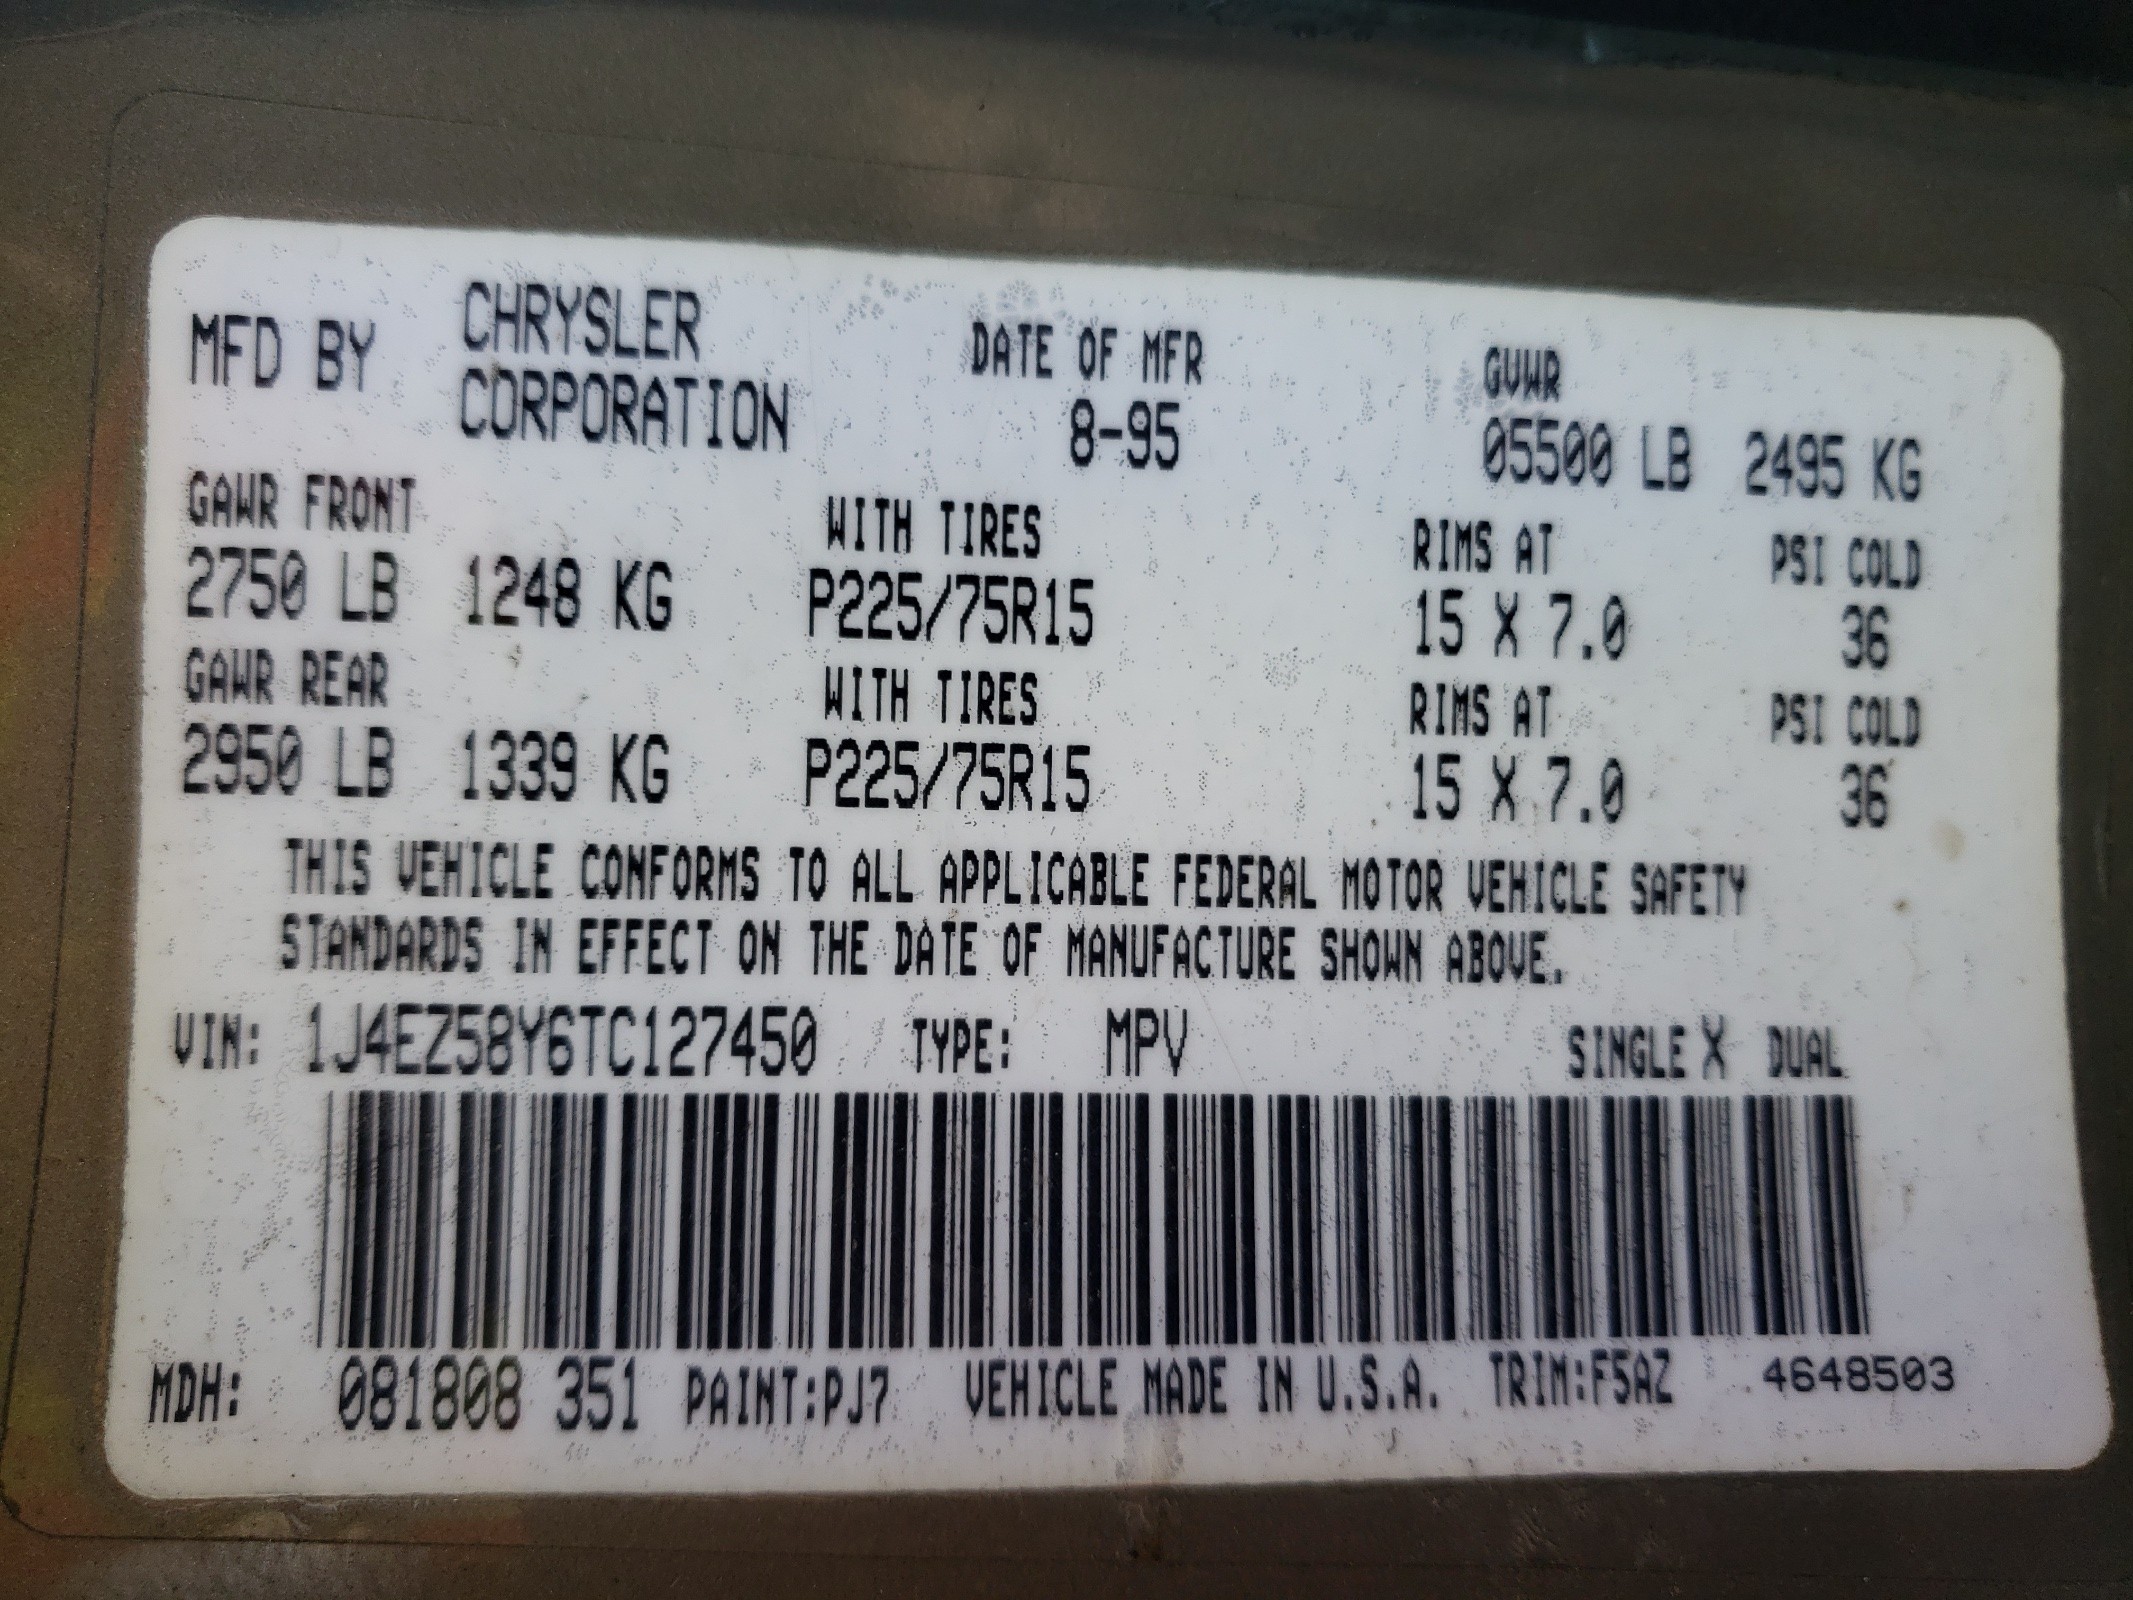 MFD BY CHRYSLER CORPORATION DATE OF MFR 8-95 GVWR 05500 LB 2495 KG
GAWR FRONT WITH TIRES RIMS AT PSI COLD
2750 LB 1248 KG P225/75R15 15 X 7.0 36
GAWR REAR WITH TIRES RIMS AT PSI COLD
2950 LB 1339 KG P225/75R15 15 X 7.0 36
THIS VEHICLE CONFORMS TO ALL APPLICABLE FEDERAL MOTOR VEHICLE SAFETY
STANDARDS IN EFFECT ON THE DATE OF MANUFACTURE SHOWN ABOVE.
VIN: 1J4EZ58Y6TC127450 TYPE: MPV SINGLE X DUAL
MDH: 081808 351 PAINT:PJ7 VEHICLE MADE IN U.S.A. TRIM:F5AZ 4648503